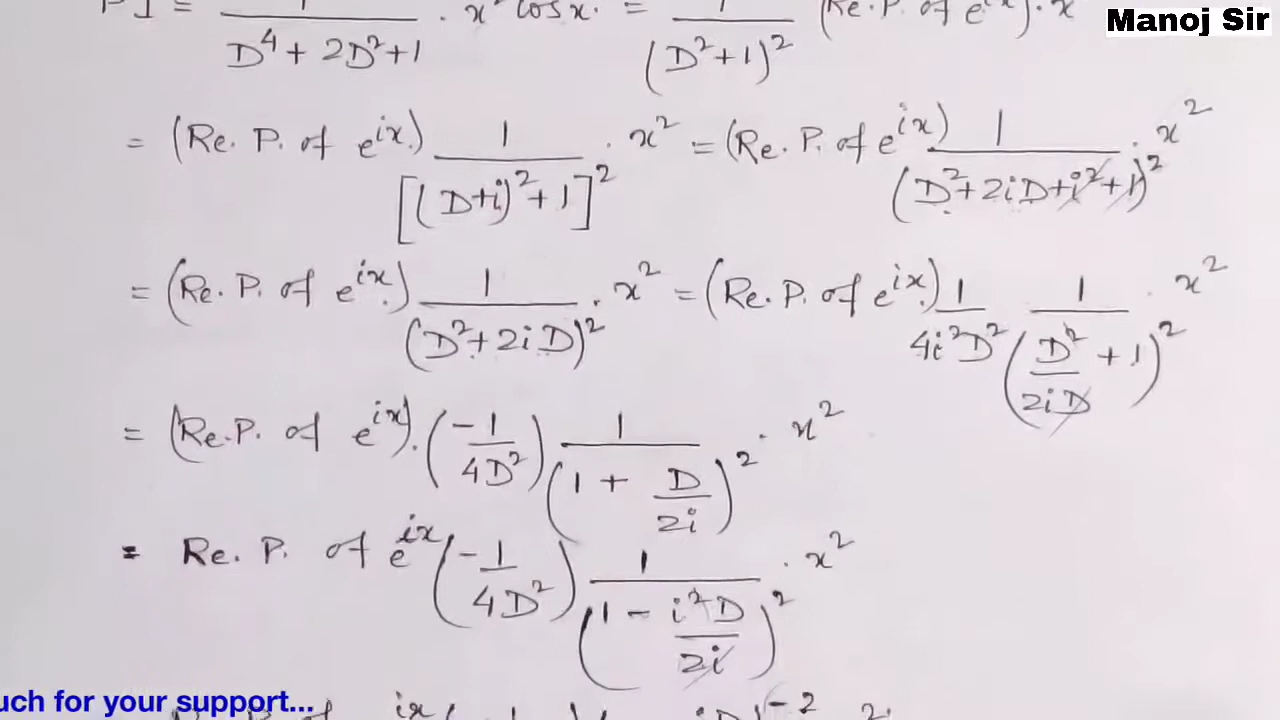 PI = 1/(D⁴ + 2D² + 1) · x² cos x. = 1/(D² + 1)² (Re. P. of e^{ix}) · x
Manoj Sir
= (Re. P. of e^{ix}) 1/[(D+i)² + 1]² · x² = (Re. P. of e^{ix}) 1/(D² + 2iD + i² + 1)² · x²
= (Re. P. of e^{ix}) 1/(D² + 2iD)² · x² = (Re. P. of e^{ix}) 1/(4i²D²) 1/(D²/(2iD) + 1)² · x²
= (Re. P. of e^{ix}) · (-1/(4D²)) 1/(1 + D/(2i))² · x²
= Re. P. of e^{ix} (-1/(4D²)) 1/(1 - i²D/(2i))² · x²
uch for your support...